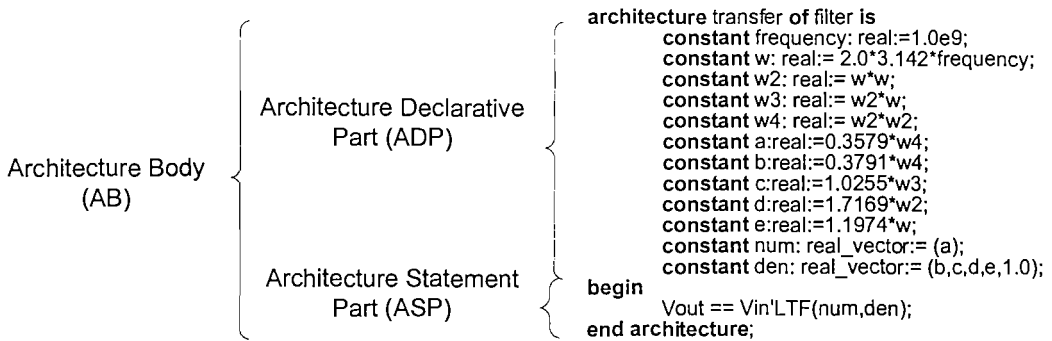 Architecture Body
(AB)
Architecture Declarative
Part (ADP)
Architecture Statement
Part (ASP)
architecture transfer of filter is
constant frequency: real:=1.0e9;
constant w: real:= 2.0*3.142*frequency;
constant w2: real:= w*w;
constant w3: real:= w2*w;
constant w4: real:= w2*w2;
constant a:real:=0.3579*w4;
constant b:real:=0.3791*w4;
constant c:real:=1.0255*w3;
constant d:real:=1.7169*w2;
constant e:real:=1.1974*w;
constant num: real_vector:= (a);
constant den: real_vector:= (b,c,d,e,1.0);
begin
Vout == Vin'LTF(num,den);
end architecture;